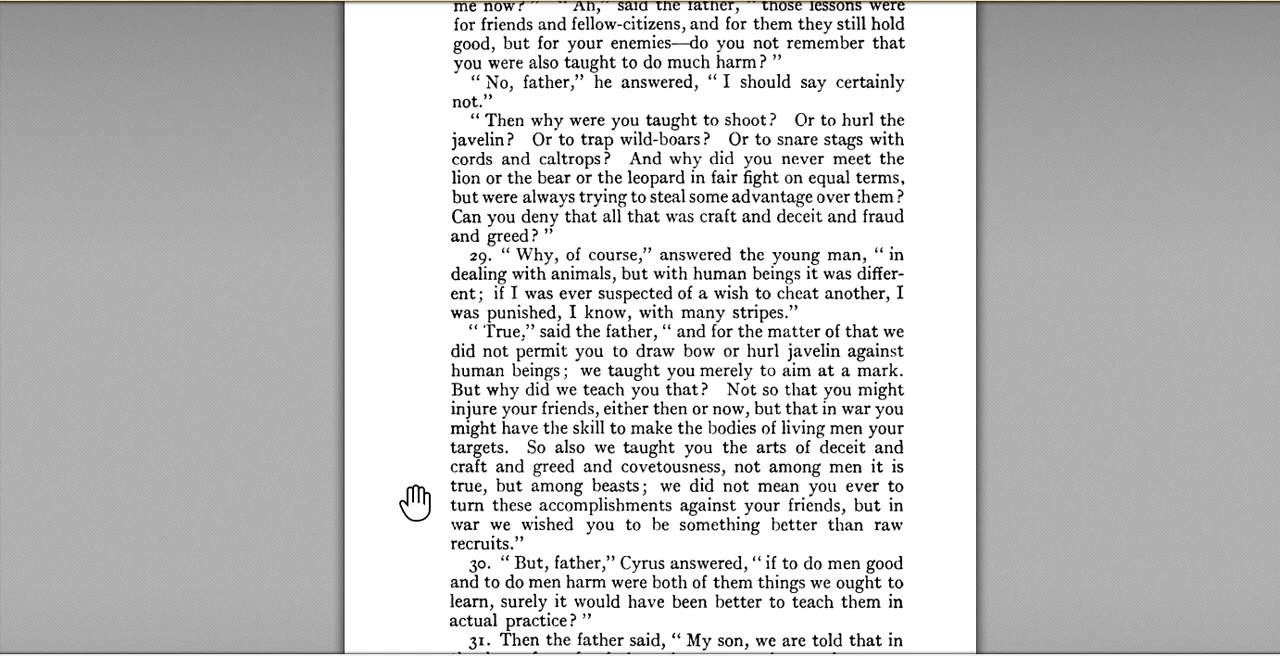 me now?" "Ah," said the father, "those lessons were
for friends and fellow-citizens, and for them they still hold
good, but for your enemies—do you not remember that
you were also taught to do much harm?"
"No, father," he answered, "I should say certainly
not."
"Then why were you taught to shoot? Or to hurl the
javelin? Or to trap wild-boars? Or to snare stags with
cords and caltrops? And why did you never meet the
lion or the bear or the leopard in fair fight on equal terms,
but were always trying to steal some advantage over them?
Can you deny that all that was craft and deceit and fraud
and greed?"
29. "Why, of course," answered the young man, "in
dealing with animals, but with human beings it was differ-
ent; if I was ever suspected of a wish to cheat another, I
was punished, I know, with many stripes."
"True," said the father, "and for the matter of that we
did not permit you to draw bow or hurl javelin against
human beings; we taught you merely to aim at a mark.
But why did we teach you that? Not so that you might
injure your friends, either then or now, but that in war you
might have the skill to make the bodies of living men your
targets. So also we taught you the arts of deceit and
craft and greed and covetousness, not among men it is
true, but among beasts; we did not mean you ever to
turn these accomplishments against your friends, but in
war we wished you to be something better than raw
recruits."
30. "But, father," Cyrus answered, "if to do men good
and to do men harm were both of them things we ought to
learn, surely it would have been better to teach them in
actual practice?"
31. Then the father said, "My son, we are told that in